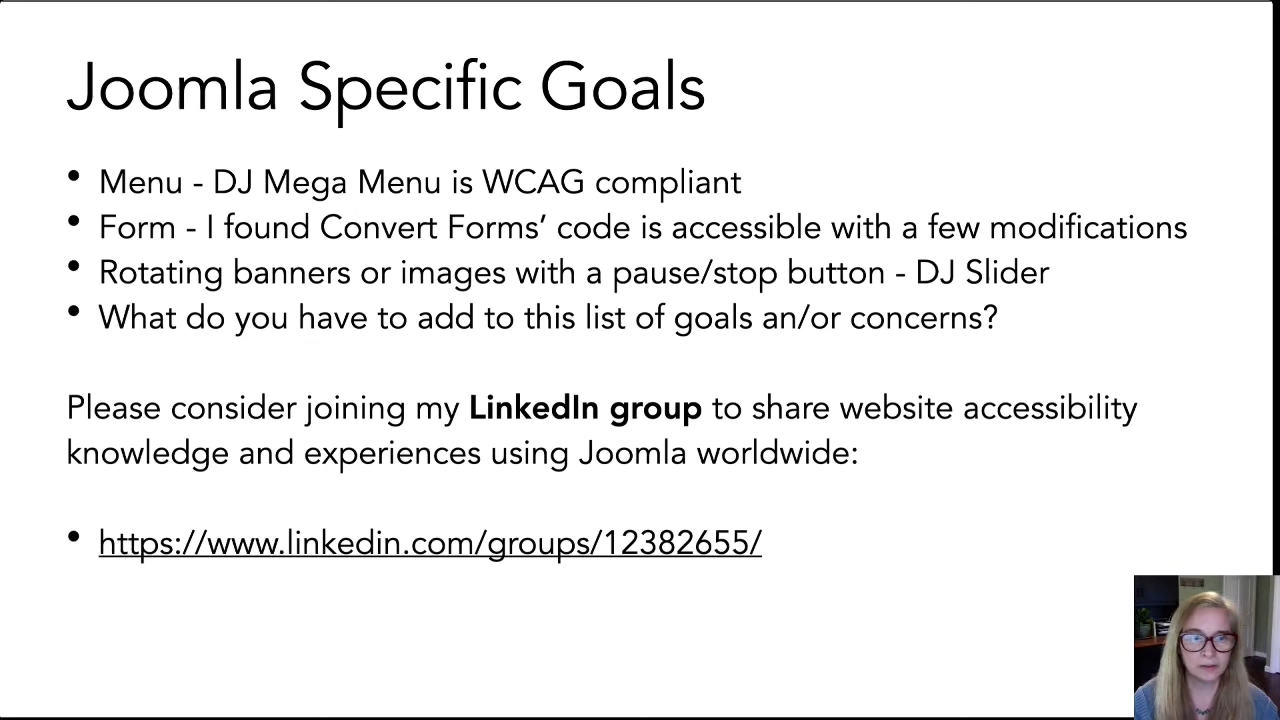 Joomla Specific Goals
• Menu - DJ Mega Menu is WCAG compliant
• Form - I found Convert Forms’ code is accessible with a few modifications
• Rotating banners or images with a pause/stop button - DJ Slider
• What do you have to add to this list of goals an/or concerns?
Please consider joining my LinkedIn group to share website accessibility
knowledge and experiences using Joomla worldwide:
• https://www.linkedin.com/groups/12382655/